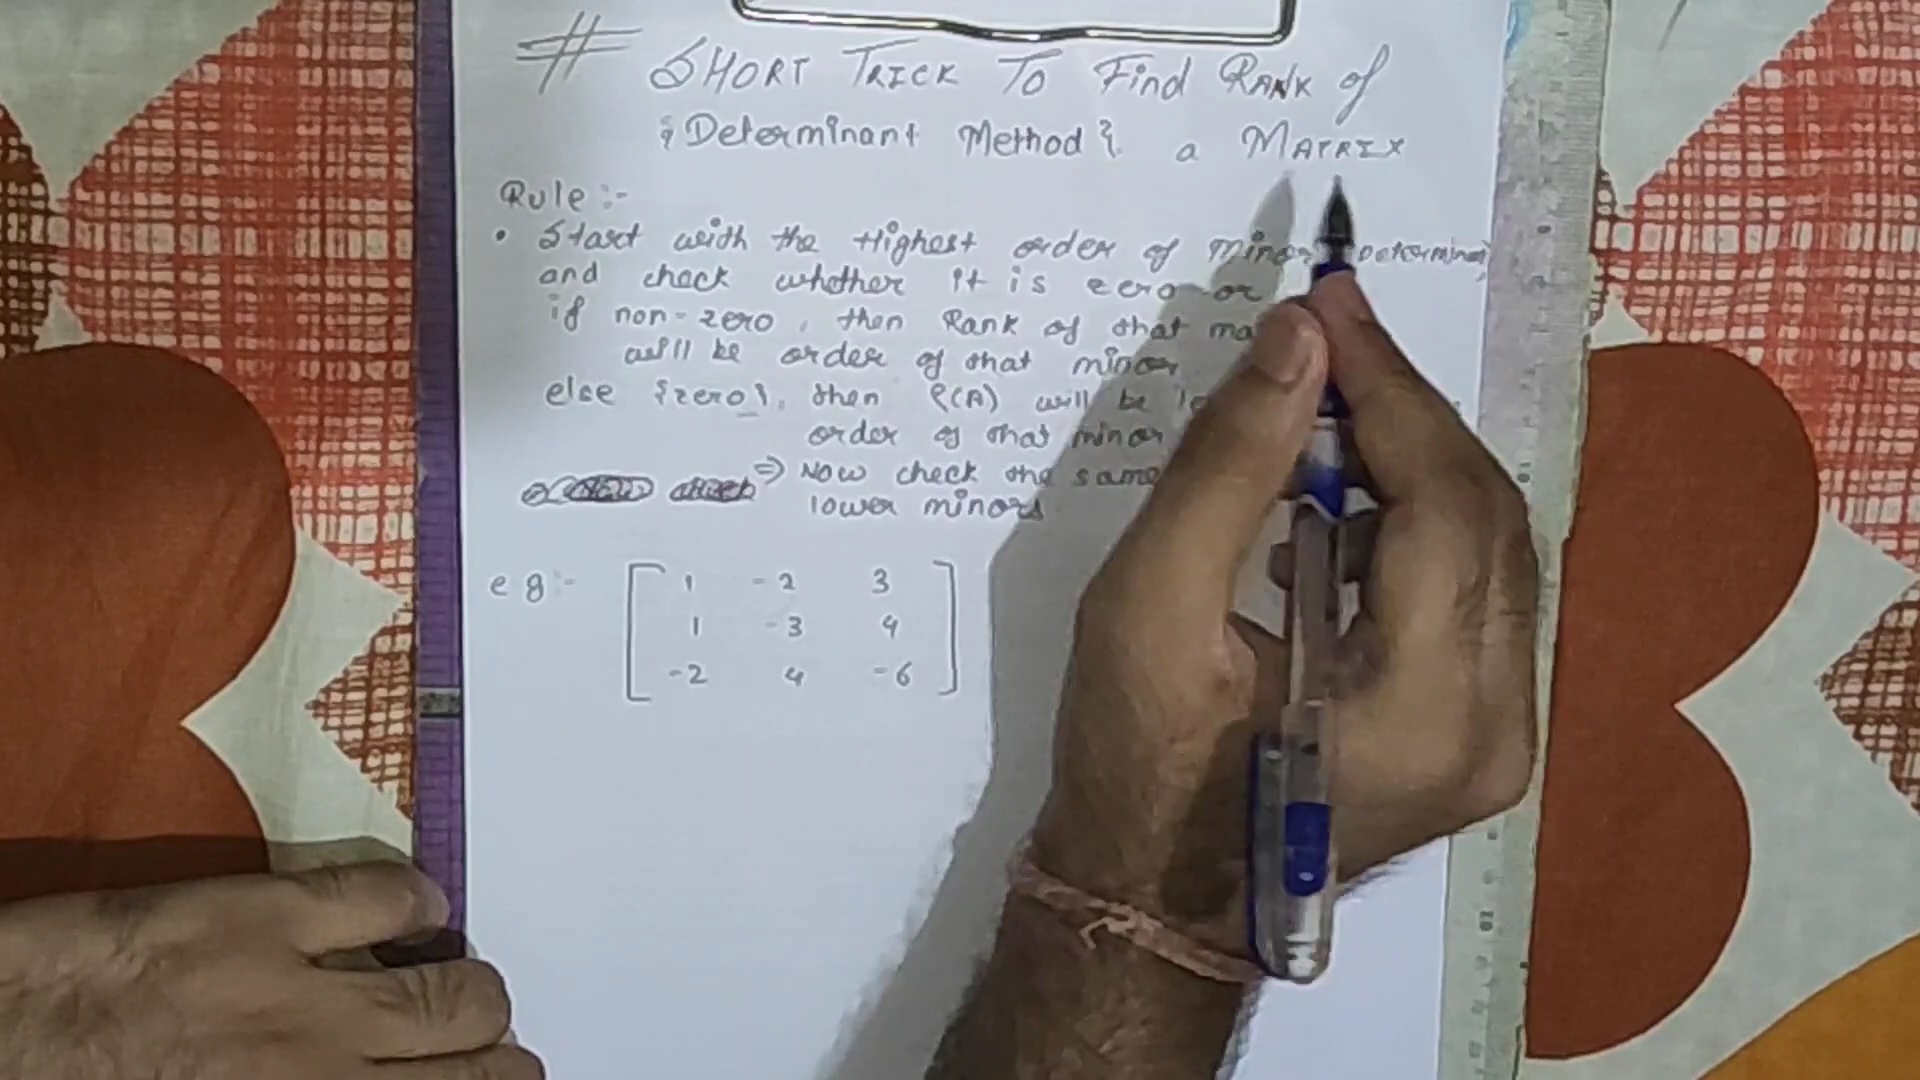 # SHORT TRICK TO Find RANK of
{Determinant Method} a MATRIX
Rule :-
• Start with the Highest order of Minor Determinant
and check whether it is zero or
if non-zero, then Rank of that
will be order of that minor
else {zero}, then ρ(A) will be
order of that minor
⇒ Now check the same
lower minors
eg:- [ 1 -2 3
1 -3 4
-2 4 -6 ]